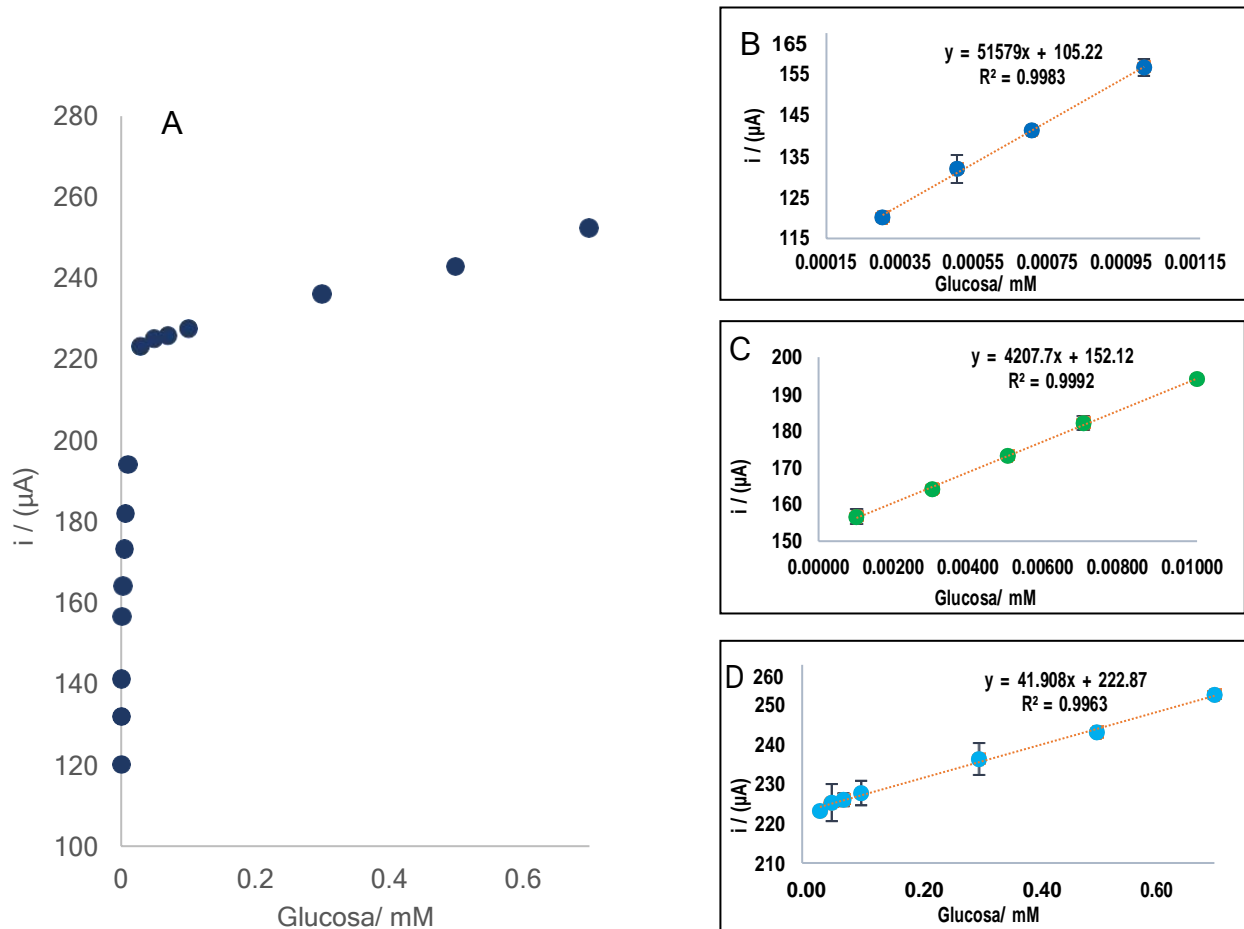 A
280
260
240
220
200
180
160
140
120
100
i / (µA)
0 0.2 0.4 0.6
Glucosa/ mM
B
y = 51579x + 105.22
R² = 0.9983
165
155
145
135
125
115
i / (µA)
0.00015 0.00035 0.00055 0.00075 0.00095 0.00115
Glucosa/ mM
C
y = 4207.7x + 152.12
R² = 0.9992
200
190
180
170
160
150
i / (µA)
0.00000 0.00200 0.00400 0.00600 0.00800 0.01000
Glucosa/ mM
D
y = 41.908x + 222.87
R² = 0.9963
260
250
240
230
220
210
i / (µA)
0.00 0.20 0.40 0.60
Glucosa/ mM